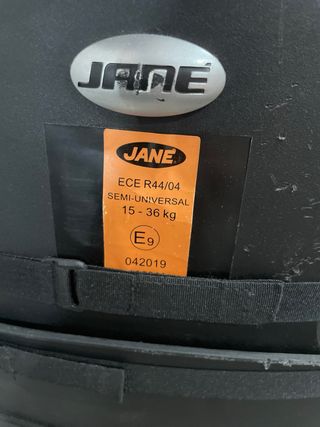 JANE
JANE
ECE R44/04
SEMI-UNIVERSAL
15 - 36 kg
E9
042019